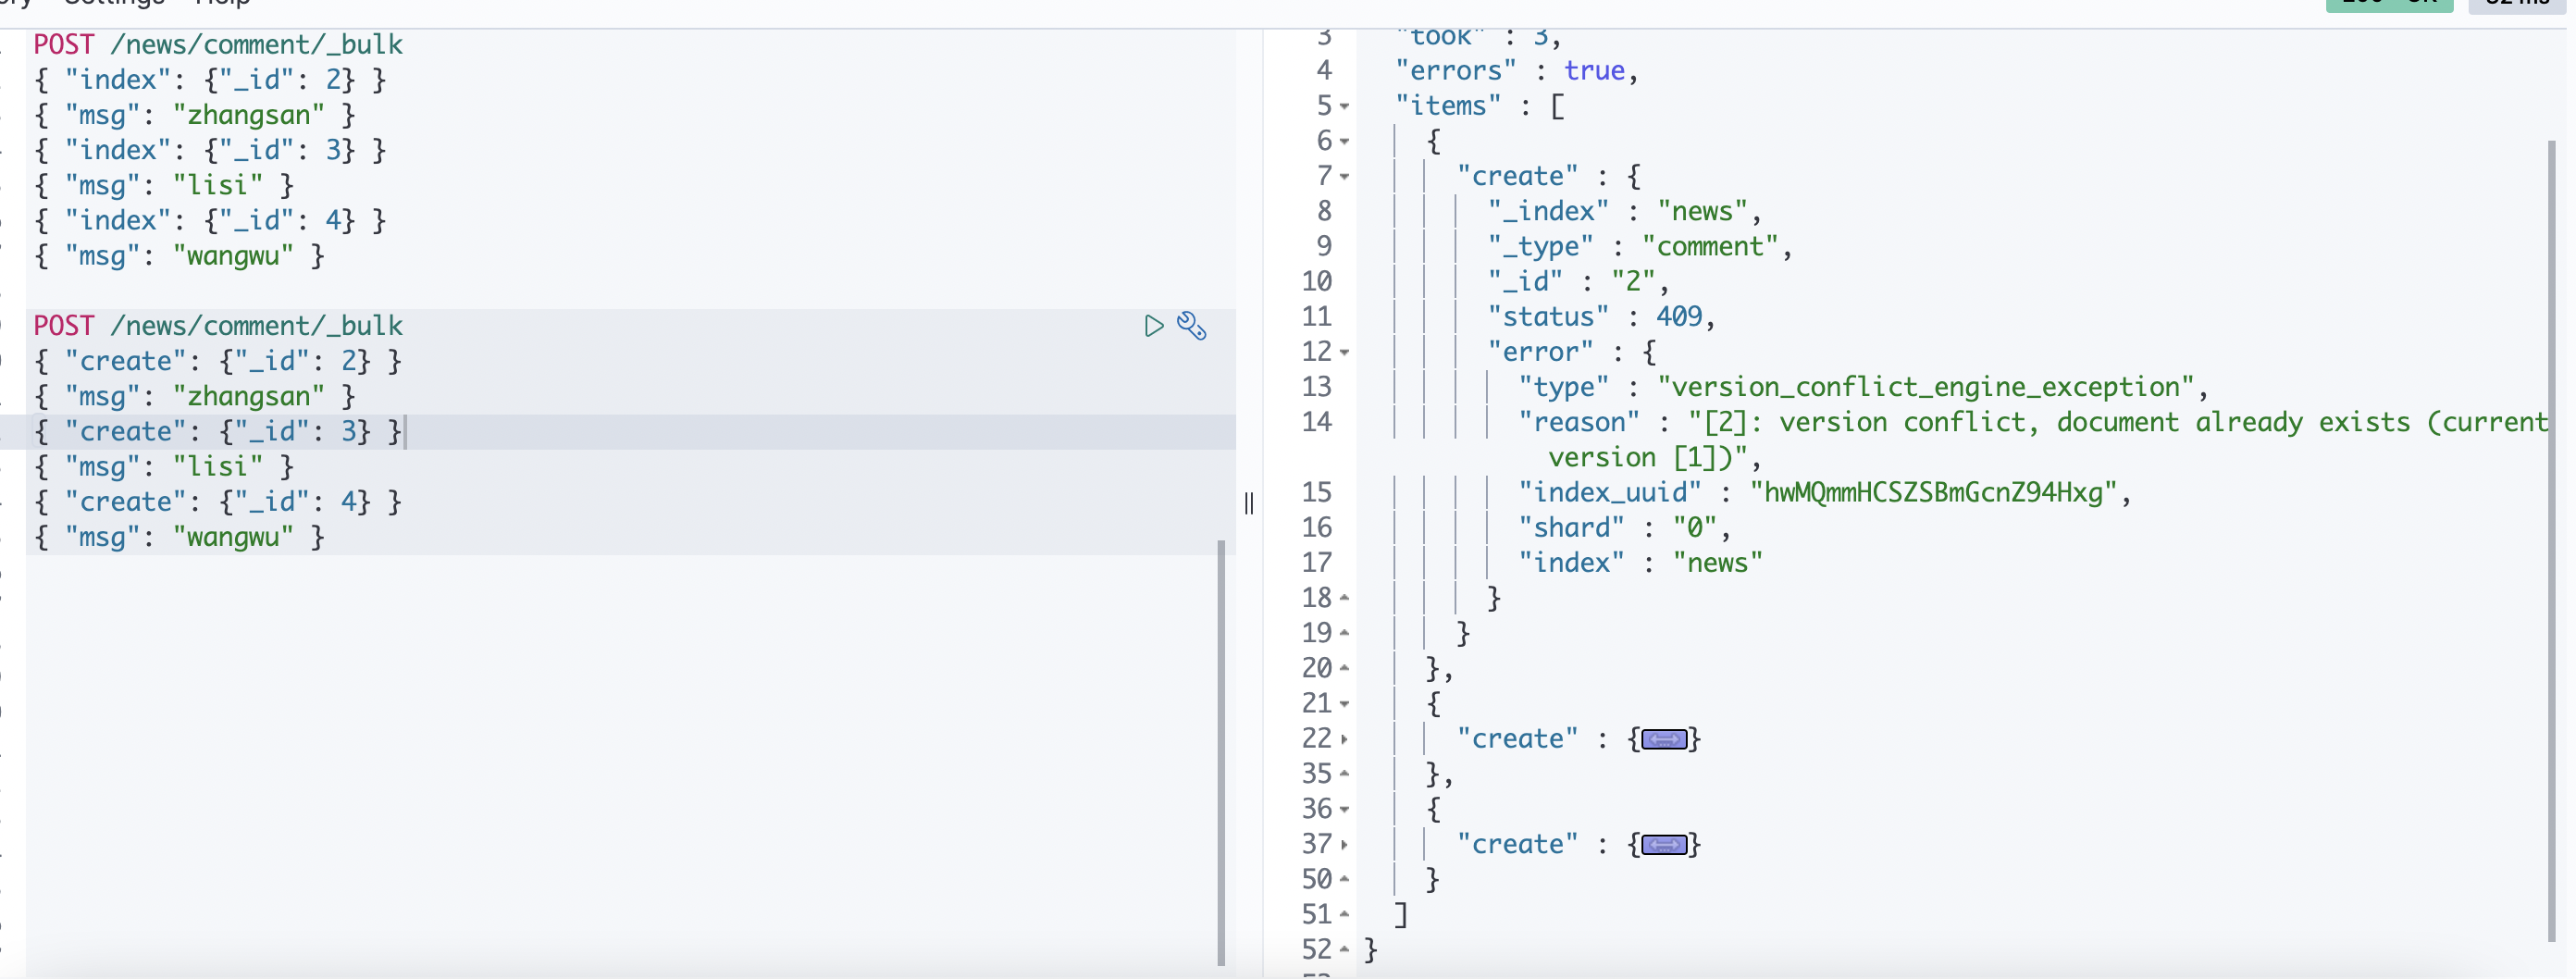 Settings Help
POST /news/comment/_bulk
{ "index": {"_id": 2} }
{ "msg": "zhangsan" }
{ "index": {"_id": 3} }
{ "msg": "lisi" }
{ "index": {"_id": 4} }
{ "msg": "wangwu" }
POST /news/comment/_bulk
{ "create": {"_id": 2} }
{ "msg": "zhangsan" }
{ "create": {"_id": 3} }
{ "msg": "lisi" }
{ "create": {"_id": 4} }
{ "msg": "wangwu" }
3 "took" : 3,
4 "errors" : true,
5 "items" : [
6 {
7 "create" : {
8 "_index" : "news",
9 "_type" : "comment",
10 "_id" : "2",
11 "status" : 409,
12 "error" : {
13 "type" : "version_conflict_engine_exception",
14 "reason" : "[2]: version conflict, document already exists (current
version [1])",
15 "index_uuid" : "hwMQmmHCSZSBmGcnZ94Hxg",
16 "shard" : "0",
17 "index" : "news"
18 }
19 }
20 },
21 {
22 "create" : {}
35 },
36 {
37 "create" : {}
50 }
51 ]
52 }